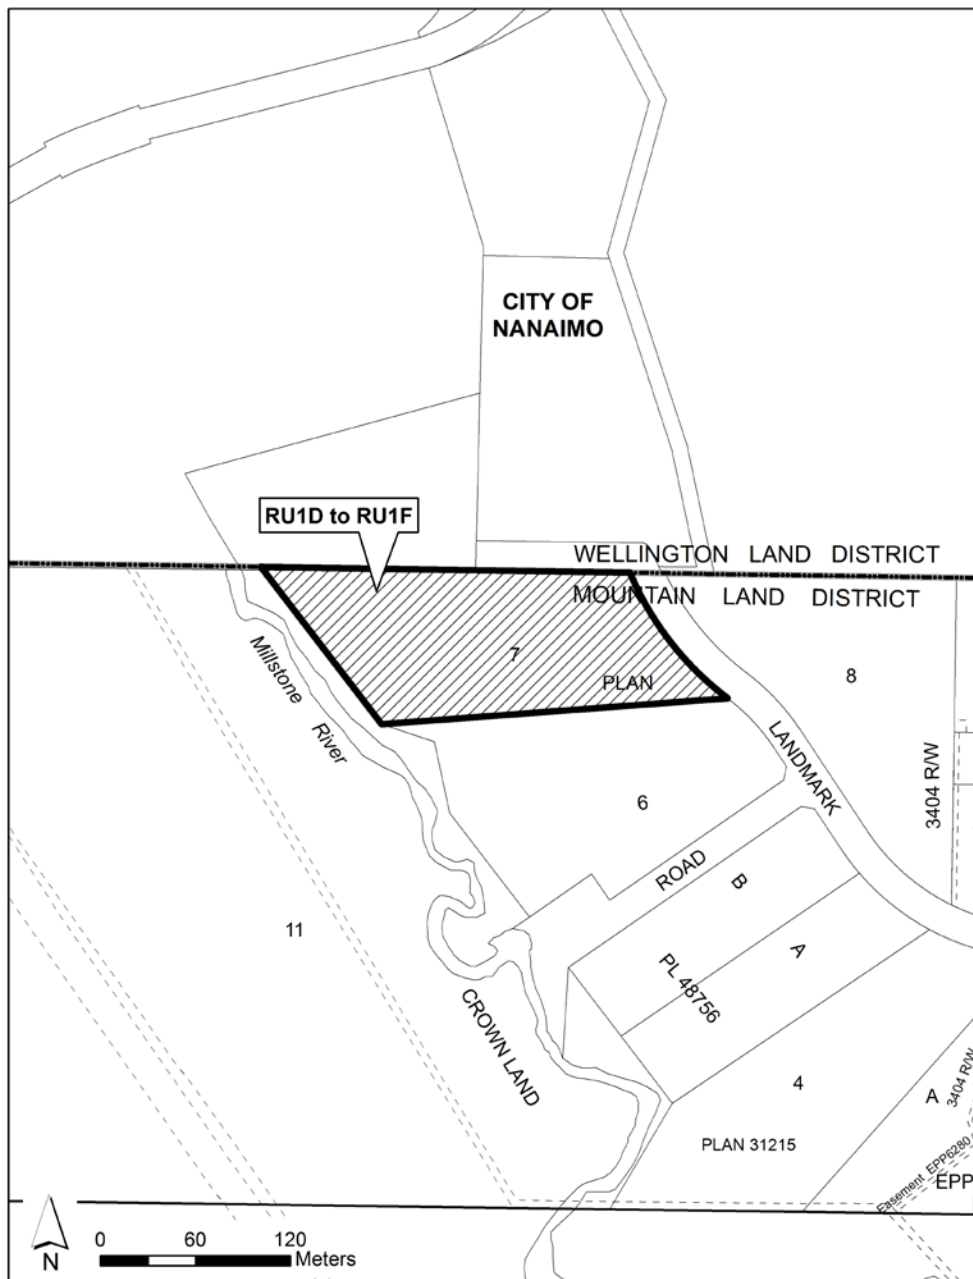 CITY OF
NANAIMO
RU1D to RU1F
WELLINGTON LAND DISTRICT
MOUNTAIN LAND DISTRICT
7
8
PLAN
Millstone
River
LANDMARK
3404 R/W
6
ROAD
B
11
A
PL 48756
CROWN LAND
4
A
3404 R/W
PLAN 31215
Easement EPP6280
EPP
N
0 60 120
Meters